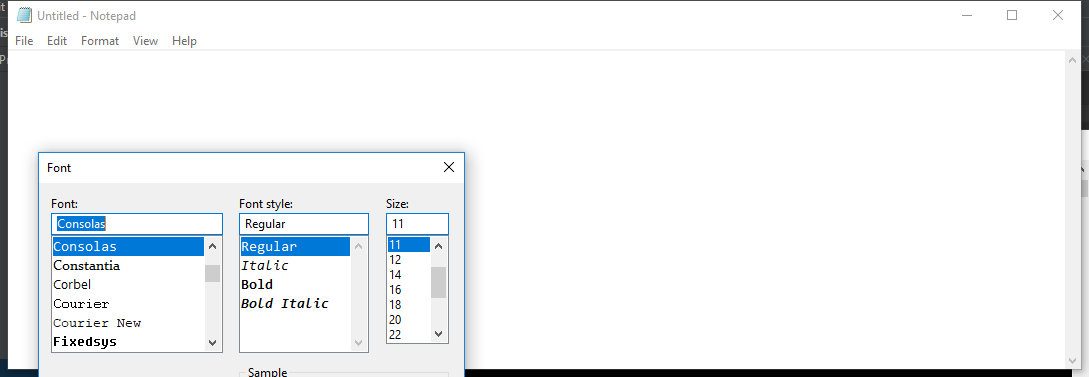 Untitled - Notepad
File Edit Format View Help
Font
Font: Font style: Size:
Consolas Regular 11
Consolas Regular 11
Constantia Italic 12
Corbel Bold 14
Courier Bold Italic 16
Courier New 18
Fixedsys 20
22
Sample